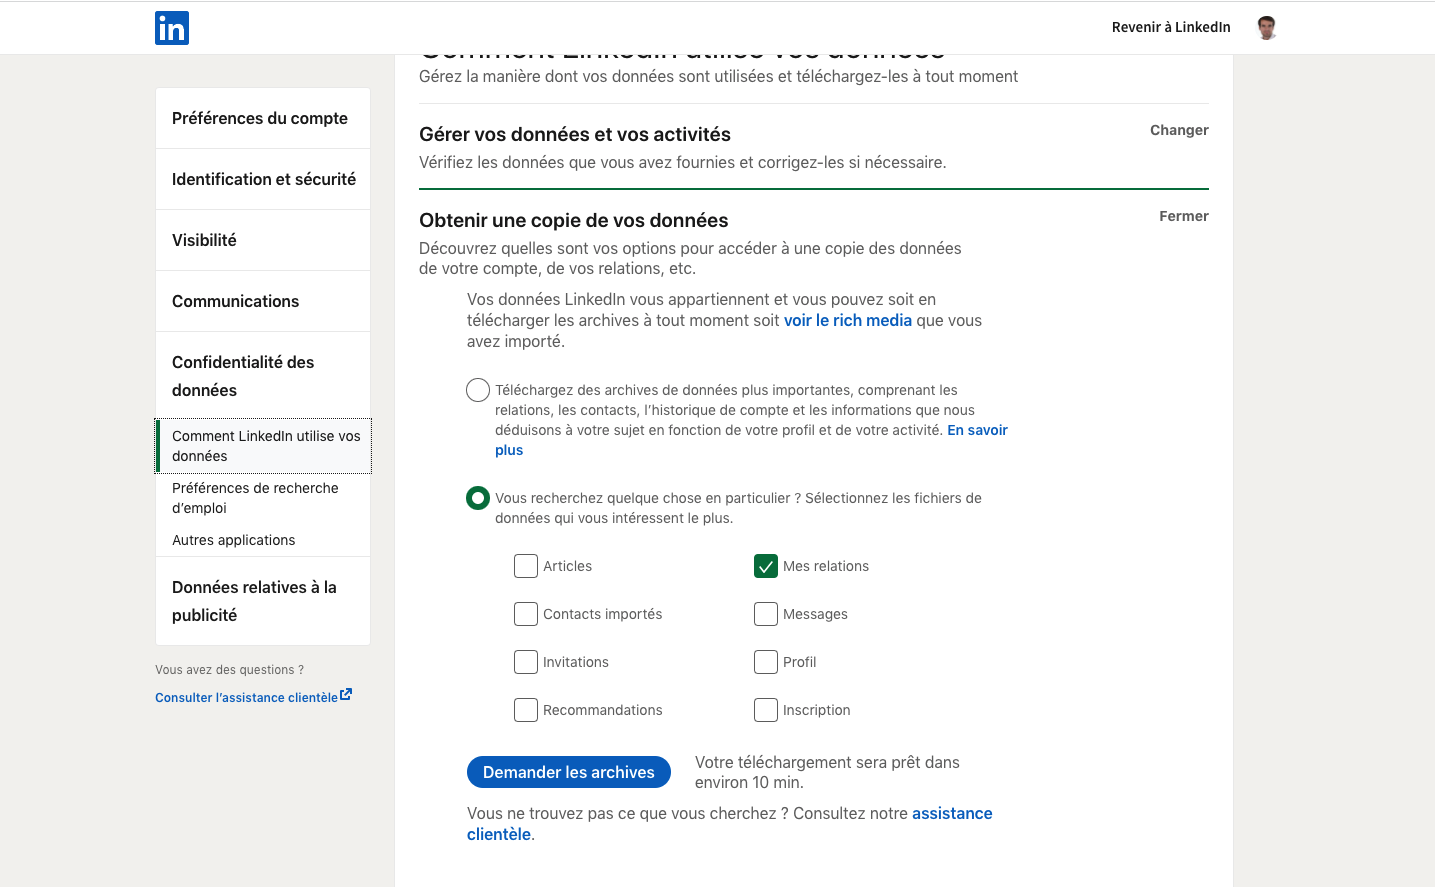 in
Revenir à LinkedIn
Comment LinkedIn utilise vos données
Gérez la manière dont vos données sont utilisées et téléchargez-les à tout moment
Préférences du compte
Identification et sécurité
Visibilité
Communications
Confidentialité des
données
Comment LinkedIn utilise vos
données
Préférences de recherche
d’emploi
Autres applications
Données relatives à la
publicité
Vous avez des questions ?
Consulter l’assistance clientèle
Gérer vos données et vos activités
Changer
Vérifiez les données que vous avez fournies et corrigez-les si nécessaire.
Obtenir une copie de vos données
Fermer
Découvrez quelles sont vos options pour accéder à une copie des données
de votre compte, de vos relations, etc.
Vos données LinkedIn vous appartiennent et vous pouvez soit en
télécharger les archives à tout moment soit voir le rich media que vous
avez importé.
Téléchargez des archives de données plus importantes, comprenant les
relations, les contacts, l’historique de compte et les informations que nous
déduisons à votre sujet en fonction de votre profil et de votre activité. En savoir
plus
Vous recherchez quelque chose en particulier ? Sélectionnez les fichiers de
données qui vous intéressent le plus.
Articles
Mes relations
Contacts importés
Messages
Invitations
Profil
Recommandations
Inscription
Demander les archives
Votre téléchargement sera prêt dans
environ 10 min.
Vous ne trouvez pas ce que vous cherchez ? Consultez notre assistance
clientèle.